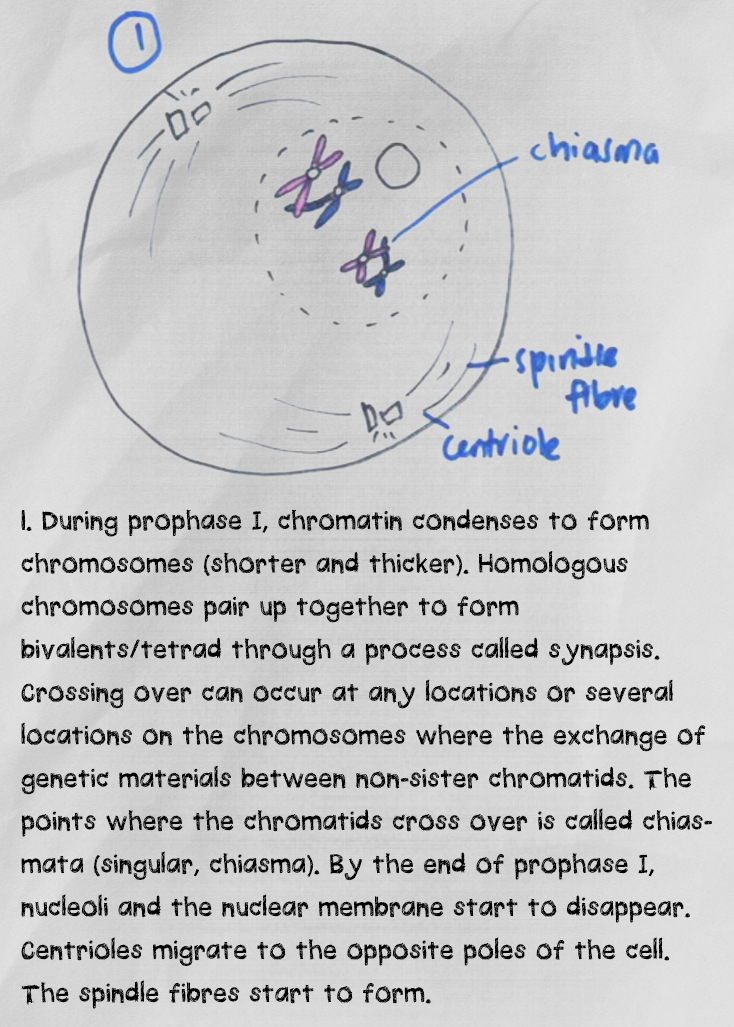 1
chiasma
spindle
fibre
centriole
1. During prophase I, chromatin condenses to form
chromosomes (shorter and thicker). Homologous
chromosomes pair up together to form
bivalents/tetrad through a process called synapsis.
Crossing over can occur at any locations or several
locations on the chromosomes where the exchange of
genetic materials between non-sister chromatids. The
points where the chromatids cross over is called chias-
mata (singular, chiasma). By the end of prophase I,
nucleoli and the nuclear membrane start to disappear.
Centrioles migrate to the opposite poles of the cell.
The spindle fibres start to form.